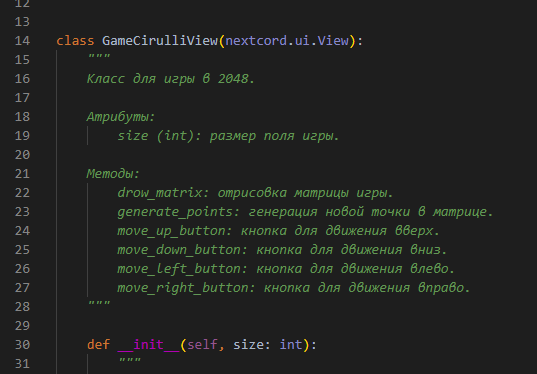 12
13
14 class GameCirulliView(nextcord.ui.View):
15 """
16 Класс для игры в 2048.
17
18 Атрибуты:
19 size (int): размер поля игры.
20
21 Методы:
22 drow_matrix: отрисовка матрицы игры.
23 generate_points: генерация новой точки в матрице.
24 move_up_button: кнопка для движения вверх.
25 move_down_button: кнопка для движения вниз.
26 move_left_button: кнопка для движения влево.
27 move_right_button: кнопка для движения вправо.
28 """
29
30 def __init__(self, size: int):
31 """